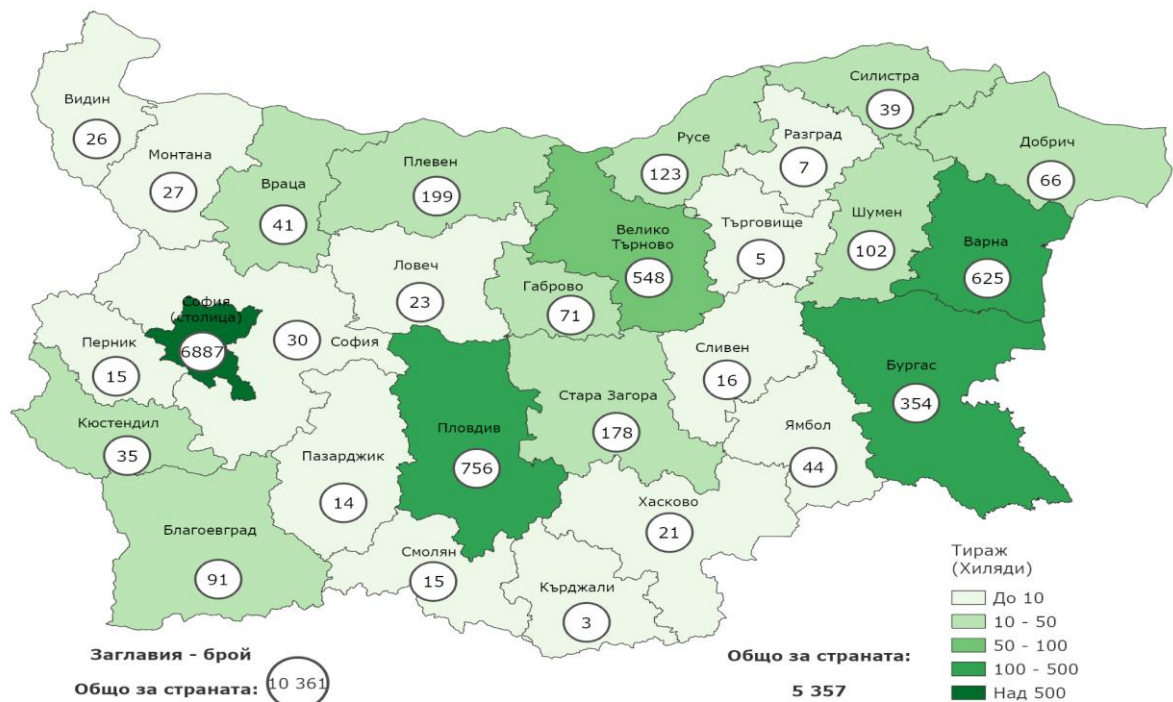 Силистра
39
Видин
26
Русе
123
Разград
7
Добрич
66
Монтана
27
Плевен
199
Враца
41
Шумен
102
Велико
Търново
548
Търговище
5
Варна
625
Ловеч
23
Габрово
71
София
(столица)
6887
30
София
Перник
15
Сливен
16
Бургас
354
Стара Загора
178
Кюстендил
35
Пловдив
756
Ямбол
44
Пазарджик
14
Хасково
21
Благоевград
91
Смолян
15
Кърджали
3
Тираж
(Хиляди)
До 10
10 - 50
50 - 100
100 - 500
Над 500
Заглавия - брой
Общо за страната: 10 361
Общо за страната:
5 357